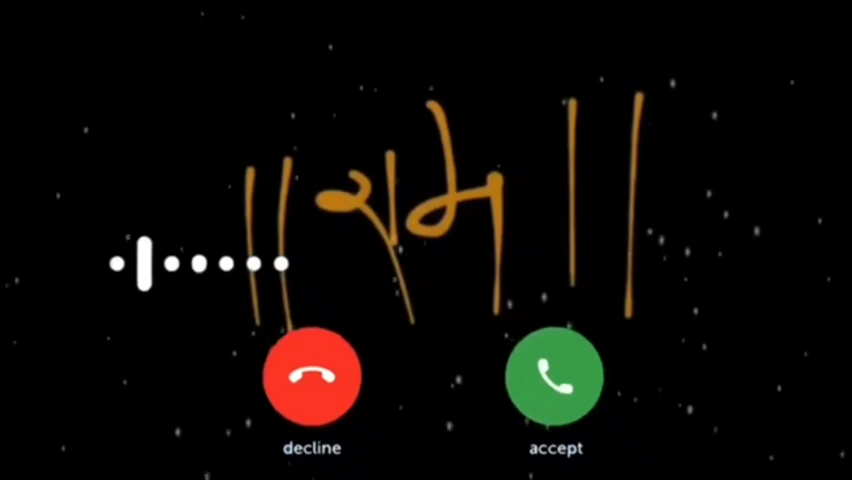 || राम ||
decline
accept